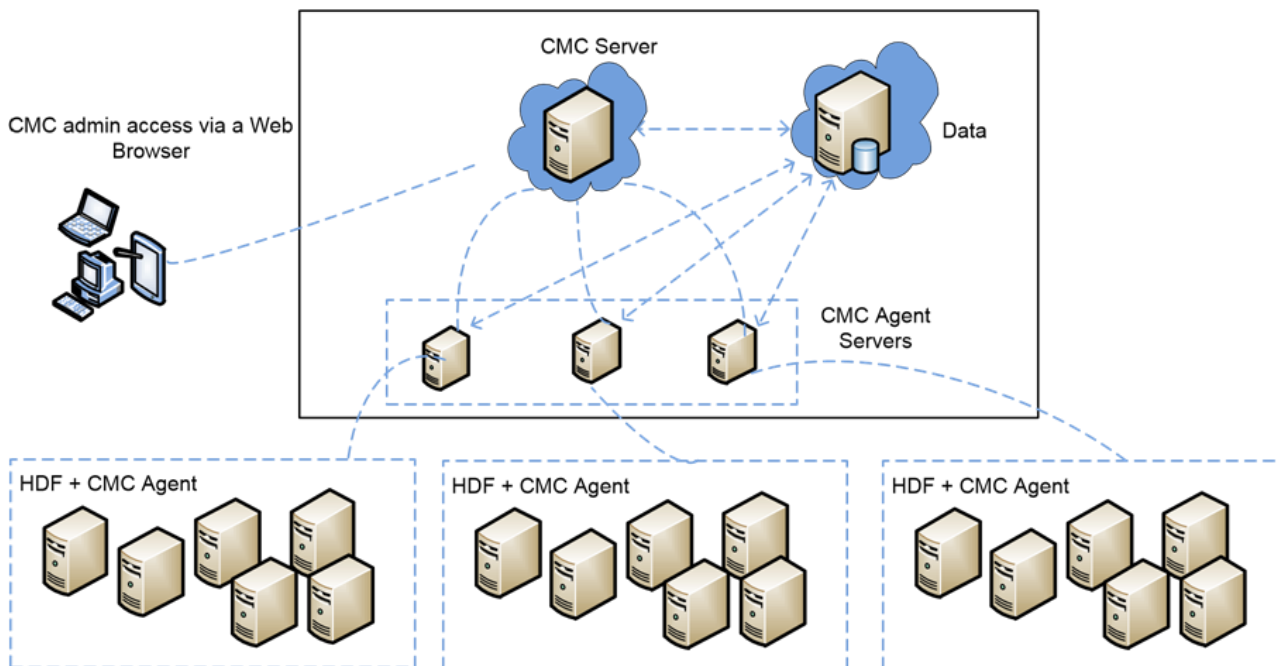 CMC Server
CMC admin access via a Web
Browser
Data
CMC Agent
Servers
HDF + CMC Agent
HDF + CMC Agent
HDF + CMC Agent